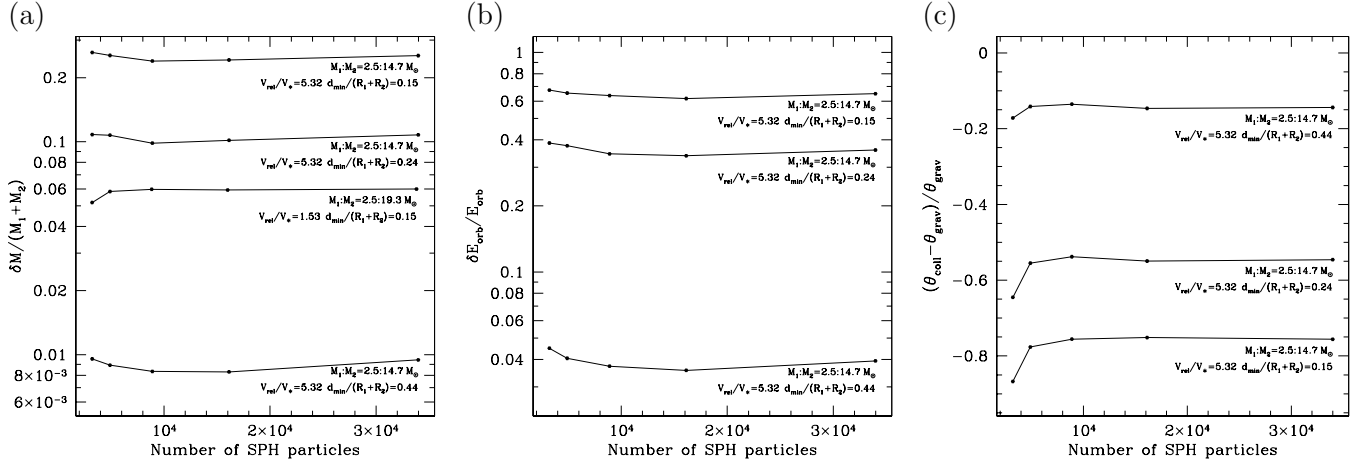 (a)
0.2
0.1
0.08
0.06
0.04
0.02
0.01
8×10⁻³
6×10⁻³
δM/(M₁+M₂)
M₁:M₂=2.5:14.7 M☉
V_rel/V_*=5.32 d_min/(R₁+R₂)=0.15
M₁:M₂=2.5:14.7 M☉
V_rel/V_*=5.32 d_min/(R₁+R₂)=0.24
M₁:M₂=2.5:19.3 M☉
V_rel/V_*=1.53 d_min/(R₁+R₂)=0.15
M₁:M₂=2.5:14.7 M☉
V_rel/V_*=5.32 d_min/(R₁+R₂)=0.44
10⁴ 2×10⁴ 3×10⁴
Number of SPH particles
(b)
1
0.8
0.6
0.4
0.2
0.1
0.08
0.06
0.04
δE_orb/E_orb
M₁:M₂=2.5:14.7 M☉
V_rel/V_*=5.32 d_min/(R₁+R₂)=0.15
M₁:M₂=2.5:14.7 M☉
V_rel/V_*=5.32 d_min/(R₁+R₂)=0.24
M₁:M₂=2.5:14.7 M☉
V_rel/V_*=5.32 d_min/(R₁+R₂)=0.44
10⁴ 2×10⁴ 3×10⁴
Number of SPH particles
(c)
0
−0.2
−0.4
−0.6
−0.8
(θ_coll−θ_grav)/θ_grav
M₁:M₂=2.5:14.7 M☉
V_rel/V_*=5.32 d_min/(R₁+R₂)=0.44
M₁:M₂=2.5:14.7 M☉
V_rel/V_*=5.32 d_min/(R₁+R₂)=0.24
M₁:M₂=2.5:14.7 M☉
V_rel/V_*=5.32 d_min/(R₁+R₂)=0.15
10⁴ 2×10⁴ 3×10⁴
Number of SPH particles